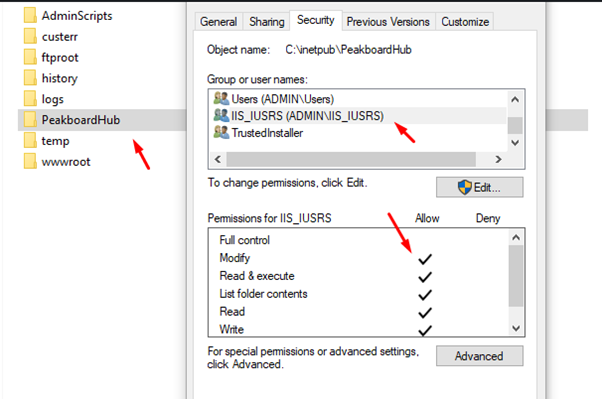 AdminScripts
custerr
ftproot
history
logs
PeakboardHub
temp
wwwroot
General Sharing Security Previous Versions Customize
Object name: C:\inetpub\PeakboardHub
Group or user names:
Users (ADMIN\Users)
IIS_IUSRS (ADMIN\IIS_IUSRS)
TrustedInstaller
To change permissions, click Edit.
Edit...
Permissions for IIS_IUSRS Allow Deny
Full control
Modify
Read & execute
List folder contents
Read
Write
For special permissions or advanced settings,
click Advanced.
Advanced